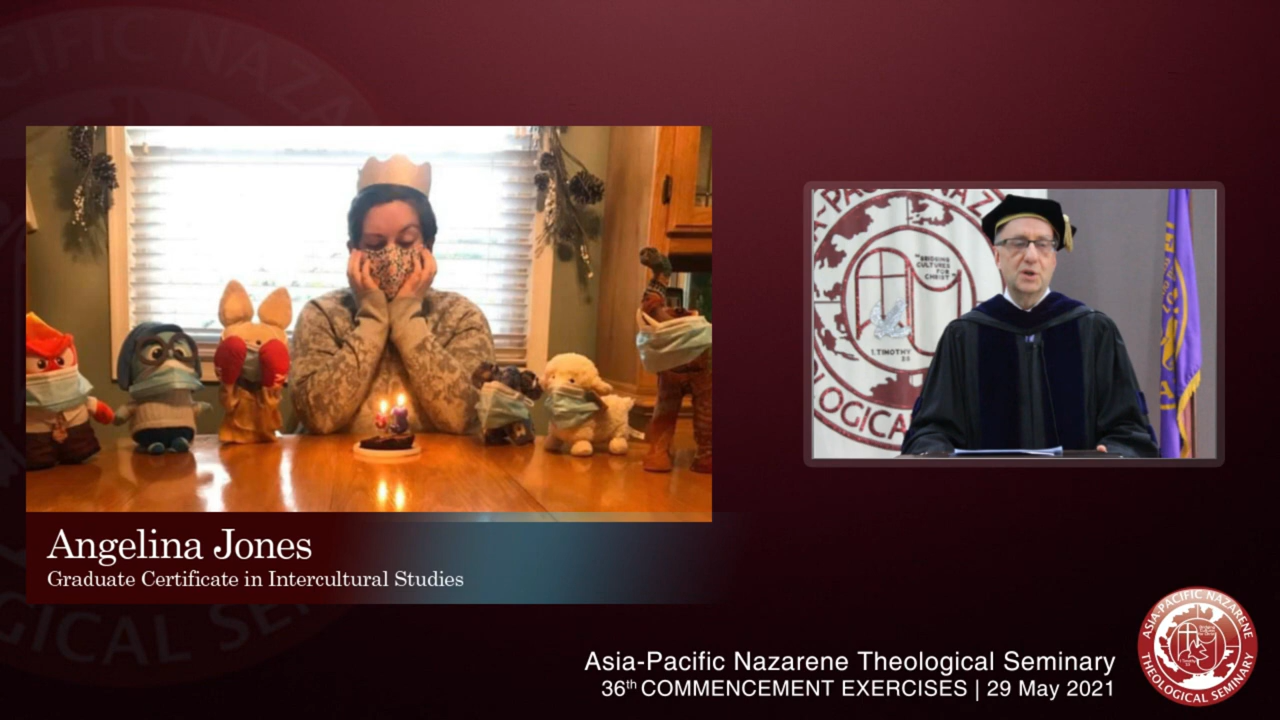 Angelina Jones
Graduate Certificate in Intercultural Studies
"BRIDGING
CULTURES
FOR
CHRIST"
1 TIMOTHY
Asia-Pacific Nazarene Theological Seminary
36th COMMENCEMENT EXERCISES | 29 May 2021
ASIA-PACIFIC NAZARENE
THEOLOGICAL SEMINARY